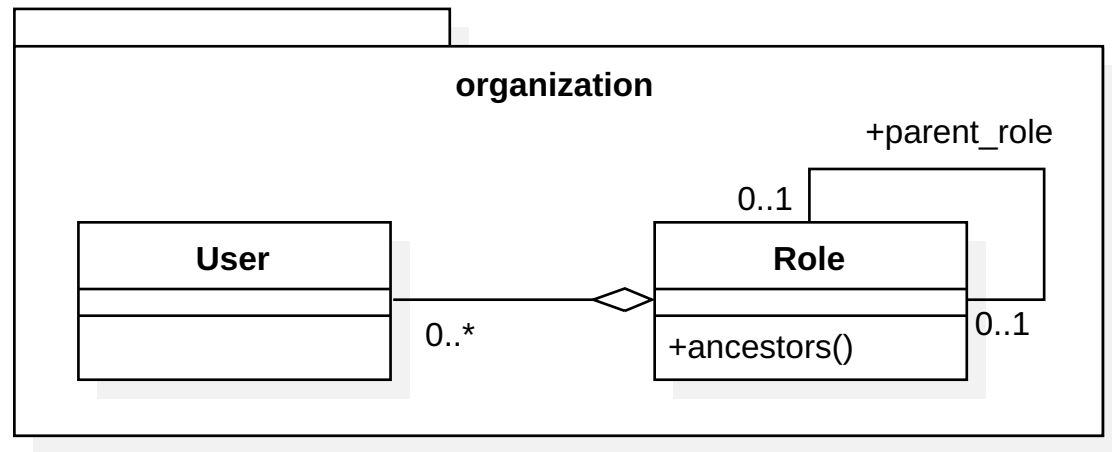 organization
+parent_role
0..1
User
Role
0..*
0..1
+ancestors()